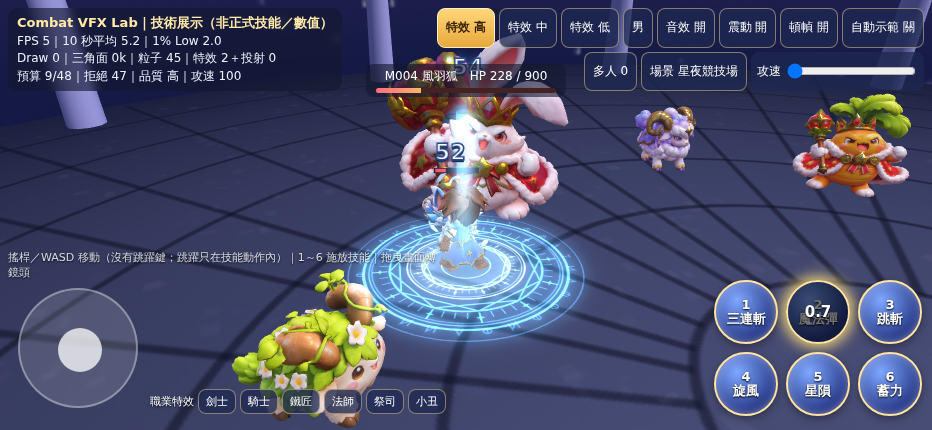 Combat VFX Lab｜技術展示（非正式技能／數值）
FPS 5｜10 秒平均 5.2｜1% Low 2.0
Draw 0｜三角面 0k｜粒子 45｜特效 2＋投射 0
預算 9/48｜拒絕 47｜品質 高｜攻速 100
特效 高
特效 中
特效 低
男
音效 開
震動 開
頓幀 開
自動示範 關
多人 0
場景 星夜競技場
攻速
54
M004 風羽狐 HP 228 / 900
52
搖桿／WASD 移動（沒有跳躍鍵；跳躍只在技能動作內）｜1～6 施放技能｜拖曳畫面轉
鏡頭
1
三連斬
2
魔法彈
0.7
3
跳斬
4
旋風
5
星隕
6
蓄力
職業特效
劍士
騎士
鐵匠
法師
祭司
小丑